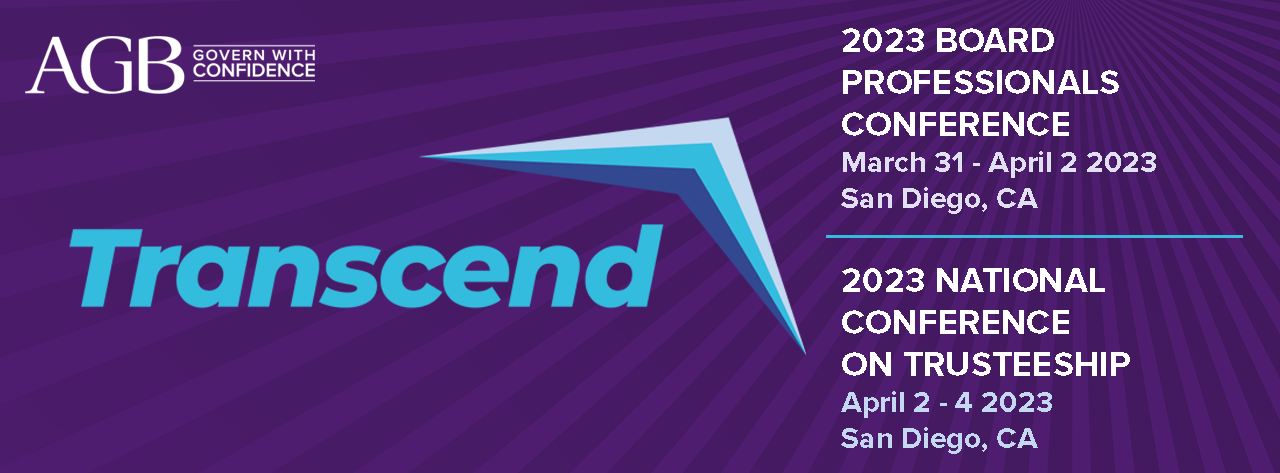 AGB GOVERN WITH
CONFIDENCE
Transcend
2023 BOARD
PROFESSIONALS
CONFERENCE
March 31 - April 2 2023
San Diego, CA
2023 NATIONAL
CONFERENCE
ON TRUSTEESHIP
April 2 - 4 2023
San Diego, CA